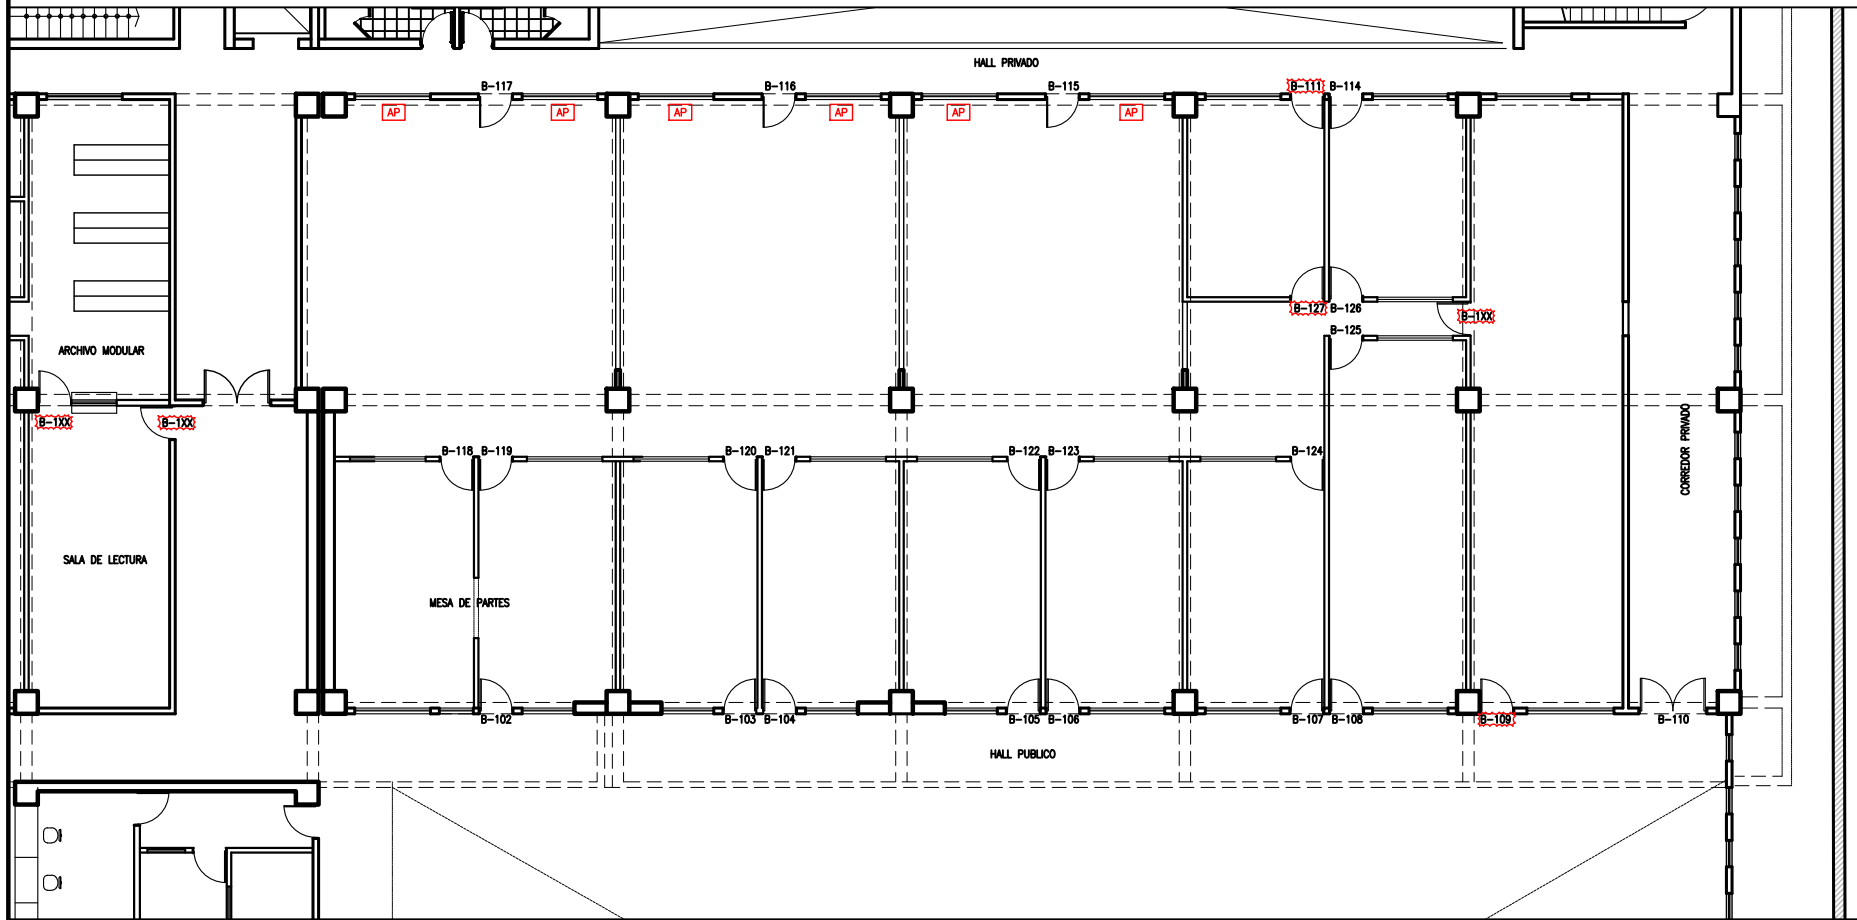 HALL PRIVADO
B-117
B-116
B-115
B-111
B-114
AP
AP
AP
AP
AP
AP
B-127
B-126
B-1XX
B-125
ARCHIVO MODULAR
B-1XX
B-1XX
CORREDOR PRIVADO
B-118
B-119
B-120
B-121
B-122
B-123
B-124
SALA DE LECTURA
MESA DE PARTES
B-102
B-103
B-104
B-105
B-106
B-107
B-108
B-109
B-110
HALL PUBLICO